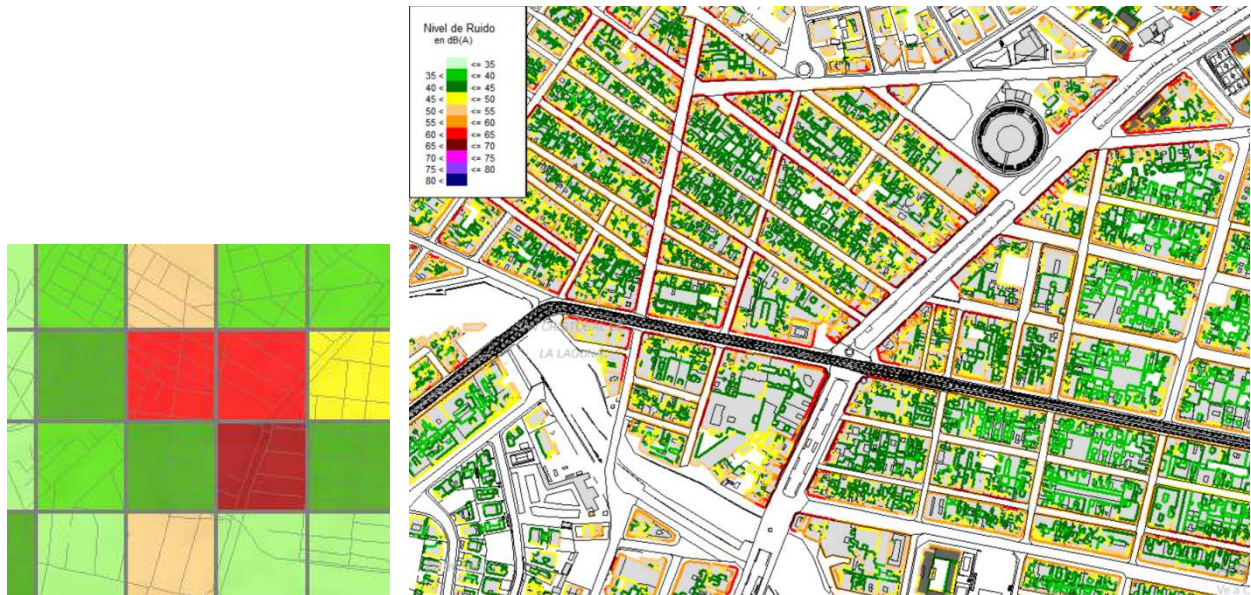 Nivel de Ruido
en dB(A)
<= 35
35 < <= 40
40 < <= 45
45 < <= 50
50 < <= 55
55 < <= 60
60 < <= 65
65 < <= 70
70 < <= 75
75 < <= 80
80 <
LA LAGUNA
Ve a C